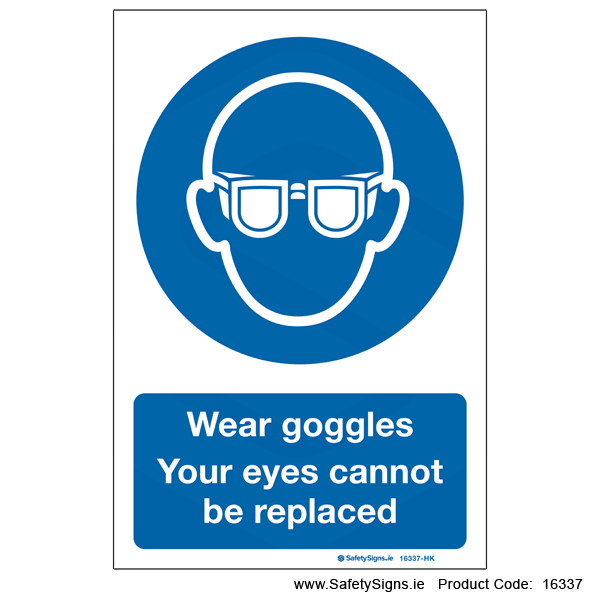 Wear goggles
Your eyes cannot
be replaced
SafetySigns.ie 16337-HK
www.SafetySigns.ie Product Code: 16337